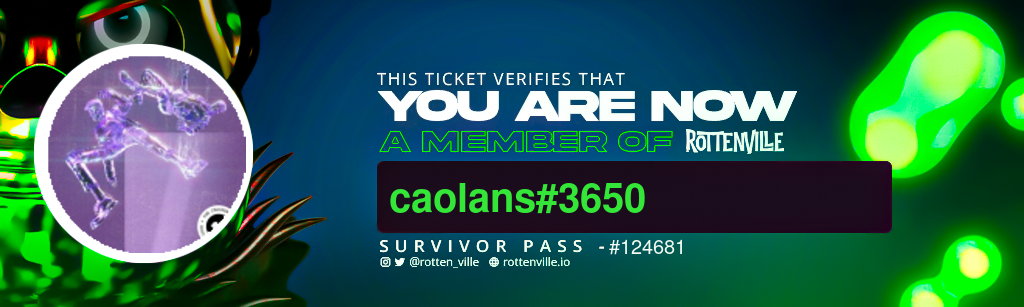 THIS TICKET VERIFIES THAT
YOU ARE NOW
A MEMBER OF ROTTENVILLE
caolans#3650
SURVIVOR PASS - #124681
@rotten_ville rottenville.io